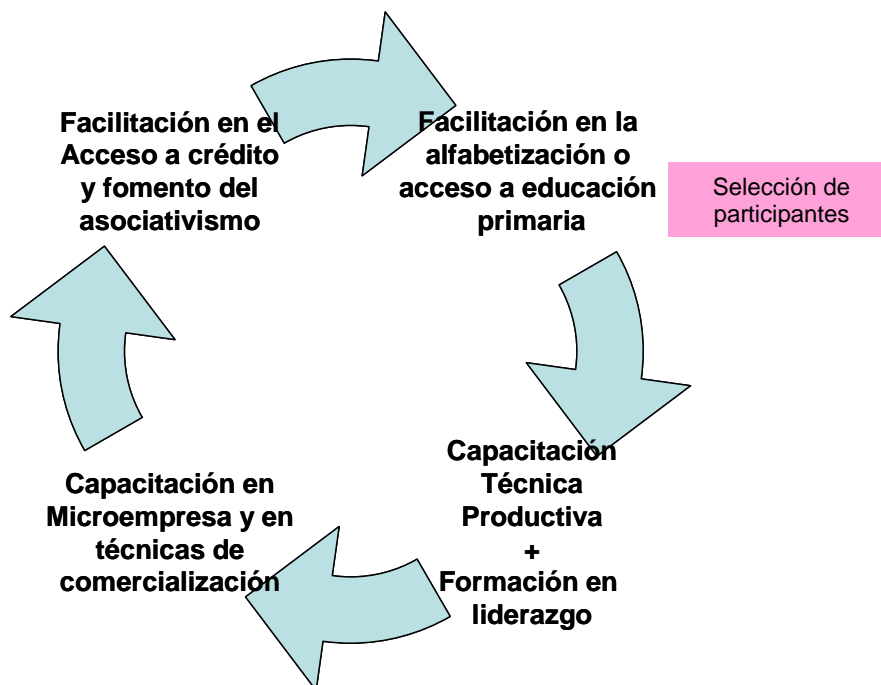 Facilitación en el
Acceso a crédito
y fomento del
asociativismo
Facilitación en la
alfabetización o
acceso a educación
primaria
Selección de
participantes
Capacitación
Técnica
Productiva
+
Formación en
liderazgo
Capacitación en
Microempresa y en
técnicas de
comercialización